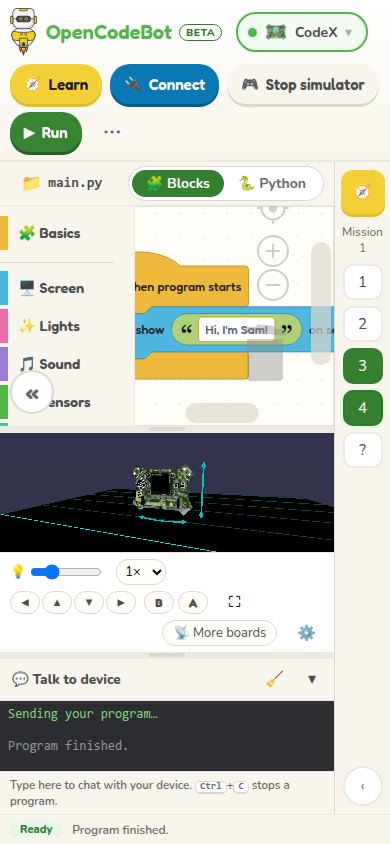 OpenCodeBot BETA
CodeX ▾
Learn
Connect
Stop simulator
▶ Run
...
main.py
Blocks
Python
Mission
1
1
2
3
4
?
Basics
Screen
Lights
Sound
ensors
«
hen program starts
show “ Hi, I'm Sam! ” on s
1×
◀ ▲ ▼ ▶ B A
More boards
Talk to device
▼
Sending your program…
Program finished.
Type here to chat with your device. Ctrl+C stops a
program.
‹
Ready Program finished.